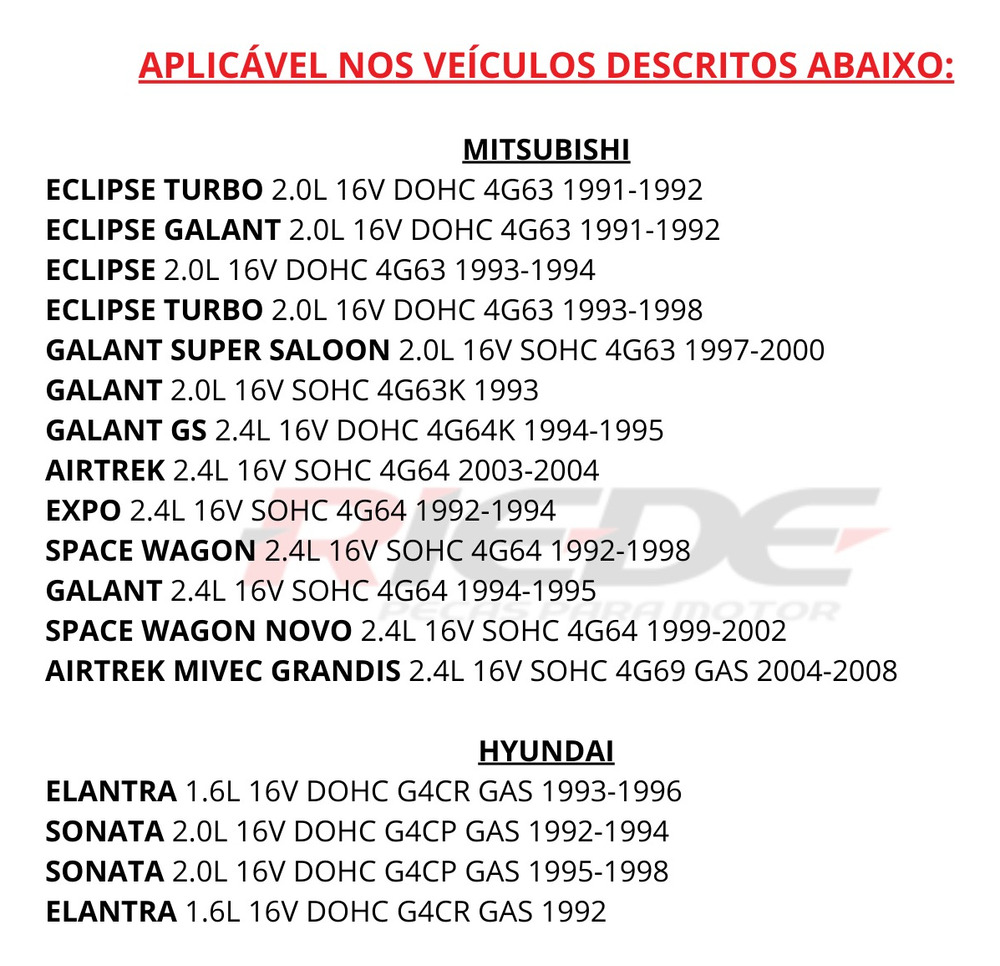 APLICÁVEL NOS VEÍCULOS DESCRITOS ABAIXO:
MITSUBISHI
ECLIPSE TURBO 2.0L 16V DOHC 4G63 1991-1992
ECLIPSE GALANT 2.0L 16V DOHC 4G63 1991-1992
ECLIPSE 2.0L 16V DOHC 4G63 1993-1994
ECLIPSE TURBO 2.0L 16V DOHC 4G63 1993-1998
GALANT SUPER SALOON 2.0L 16V SOHC 4G63 1997-2000
GALANT 2.0L 16V SOHC 4G63K 1993
GALANT GS 2.4L 16V DOHC 4G64K 1994-1995
AIRTREK 2.4L 16V SOHC 4G64 2003-2004
EXPO 2.4L 16V SOHC 4G64 1992-1994
SPACE WAGON 2.4L 16V SOHC 4G64 1992-1998
RIEDE
GALANT 2.4L 16V SOHC 4G64 1994-1995
PEÇAS PARA MOTOR
SPACE WAGON NOVO 2.4L 16V SOHC 4G64 1999-2002
AIRTREK MIVEC GRANDIS 2.4L 16V SOHC 4G69 GAS 2004-2008
HYUNDAI
ELANTRA 1.6L 16V DOHC G4CR GAS 1993-1996
SONATA 2.0L 16V DOHC G4CP GAS 1992-1994
SONATA 2.0L 16V DOHC G4CP GAS 1995-1998
ELANTRA 1.6L 16V DOHC G4CR GAS 1992